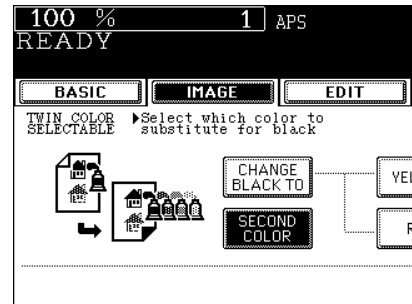 100 % 1 APS
READY
BASIC IMAGE EDIT
TWIN COLOR SELECTABLE
▶Select which color to substitute for black
CHANGE BLACK TO
SECOND COLOR